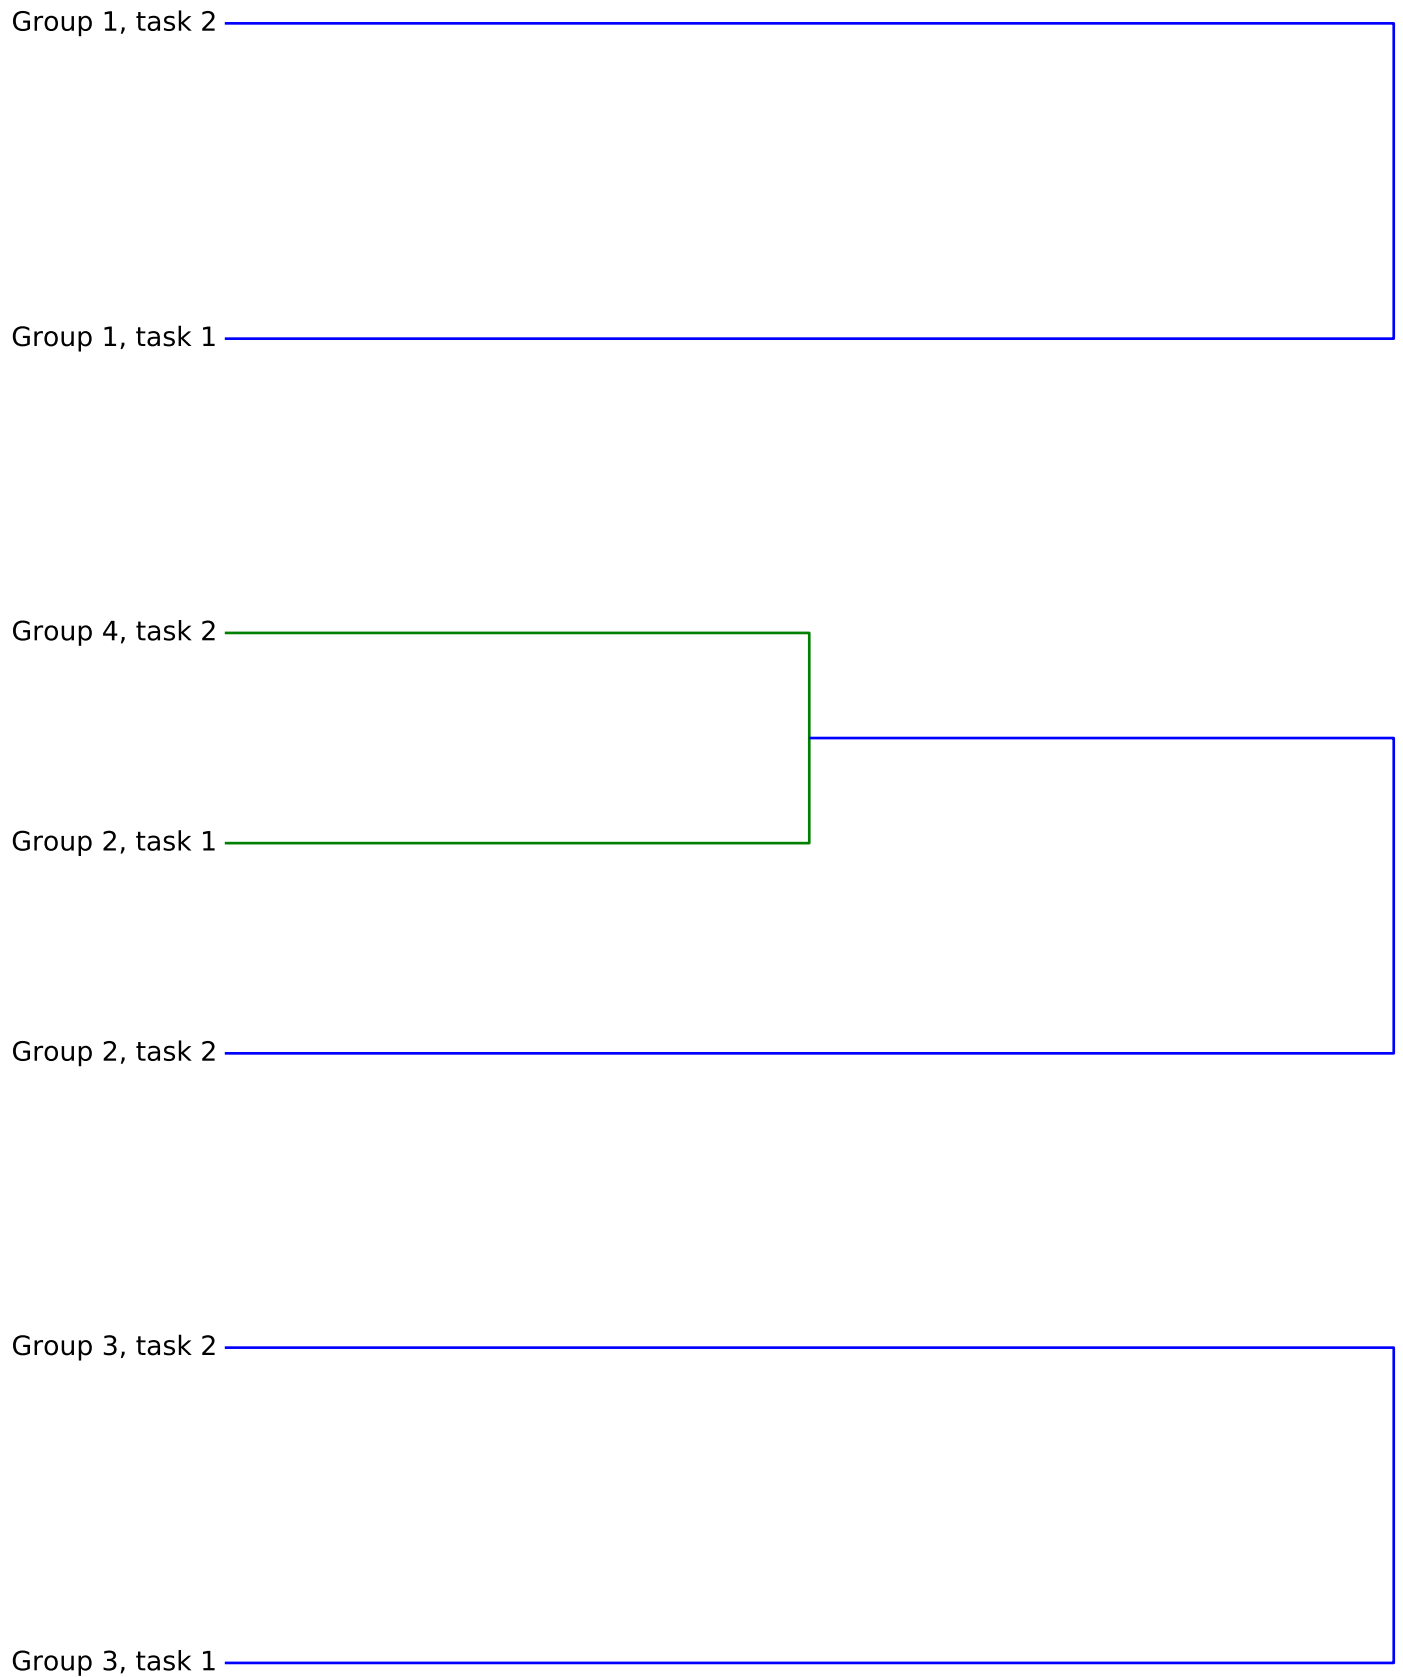 Group 1, task 2
Group 1, task 1
Group 4, task 2
Group 2, task 1
Group 2, task 2
Group 3, task 2
Group 3, task 1